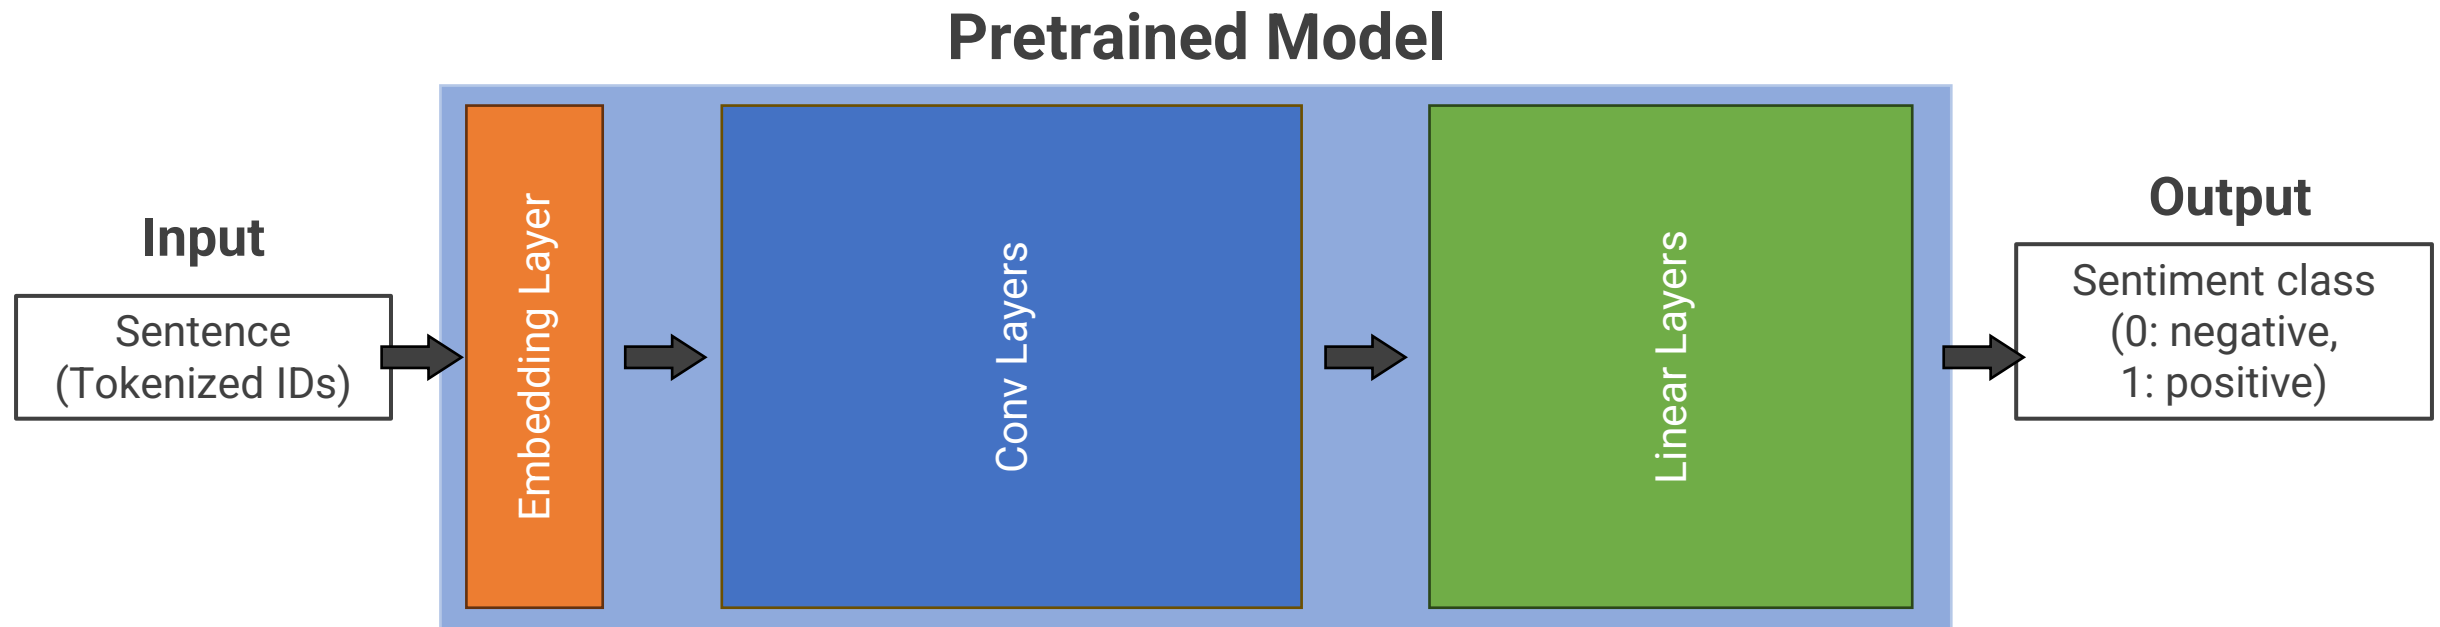 Pretrained Model
Input
Sentence
(Tokenized IDs)
Embedding Layer
Conv Layers
Linear Layers
Output
Sentiment class
(0: negative,
1: positive)